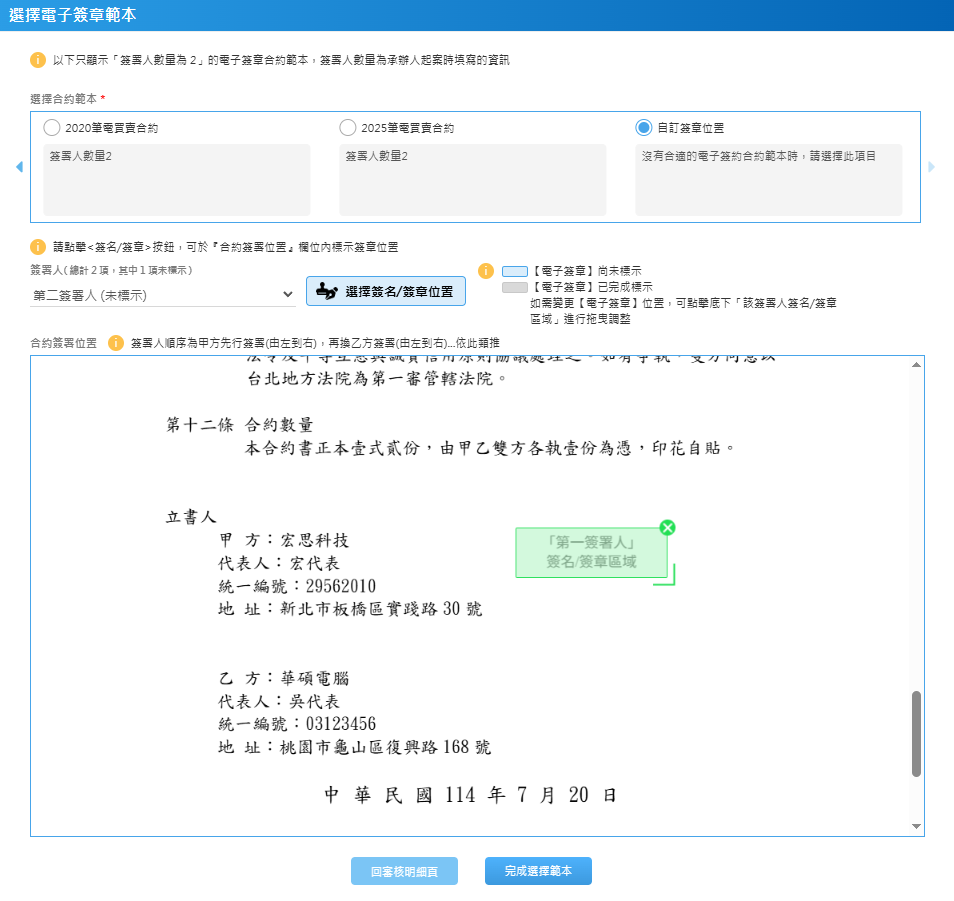 選擇電子簽章範本
以下只顯示「簽署人數量為 2」的電子簽章合約範本，簽署人數量為承辦人起案時填寫的資訊
選擇合約範本 *
2020筆電買賣合約
簽署人數量2
2025筆電買賣合約
簽署人數量2
自訂簽章位置
沒有合適的電子簽約合約範本時，請選擇此項目
請點擊<簽名/簽章>按鈕，可於『合約簽署位置』欄位內標示簽章位置
簽署人( 總計 2 項，其中 1 項未標示 )
第二簽署人 (未標示)
選擇簽名/簽章位置
【電子簽章】尚未標示
【電子簽章】已完成標示
如需變更【電子簽章】位置，可點擊底下「該簽署人簽名/簽章
區域」進行拖曳調整
合約簽署位置
簽署人順序為甲方先行簽署(由左到右)，再換乙方簽署(由左到右)...依此類推
台北地方法院為第一審管轄法院。
第十二條 合約數量
本合約書正本壹式貳份，由甲乙雙方各執壹份為憑，印花自貼。
立書人
甲 方：宏思科技
代表人：宏代表
統一編號：29562010
地 址：新北市板橋區實踐路 30 號
「第一簽署人」
簽名/簽章區域
乙 方：華碩電腦
代表人：吳代表
統一編號：03123456
地 址：桃園市龜山區復興路 168 號
中 華 民 國 114 年 7 月 20 日
回審核明細頁
完成選擇範本